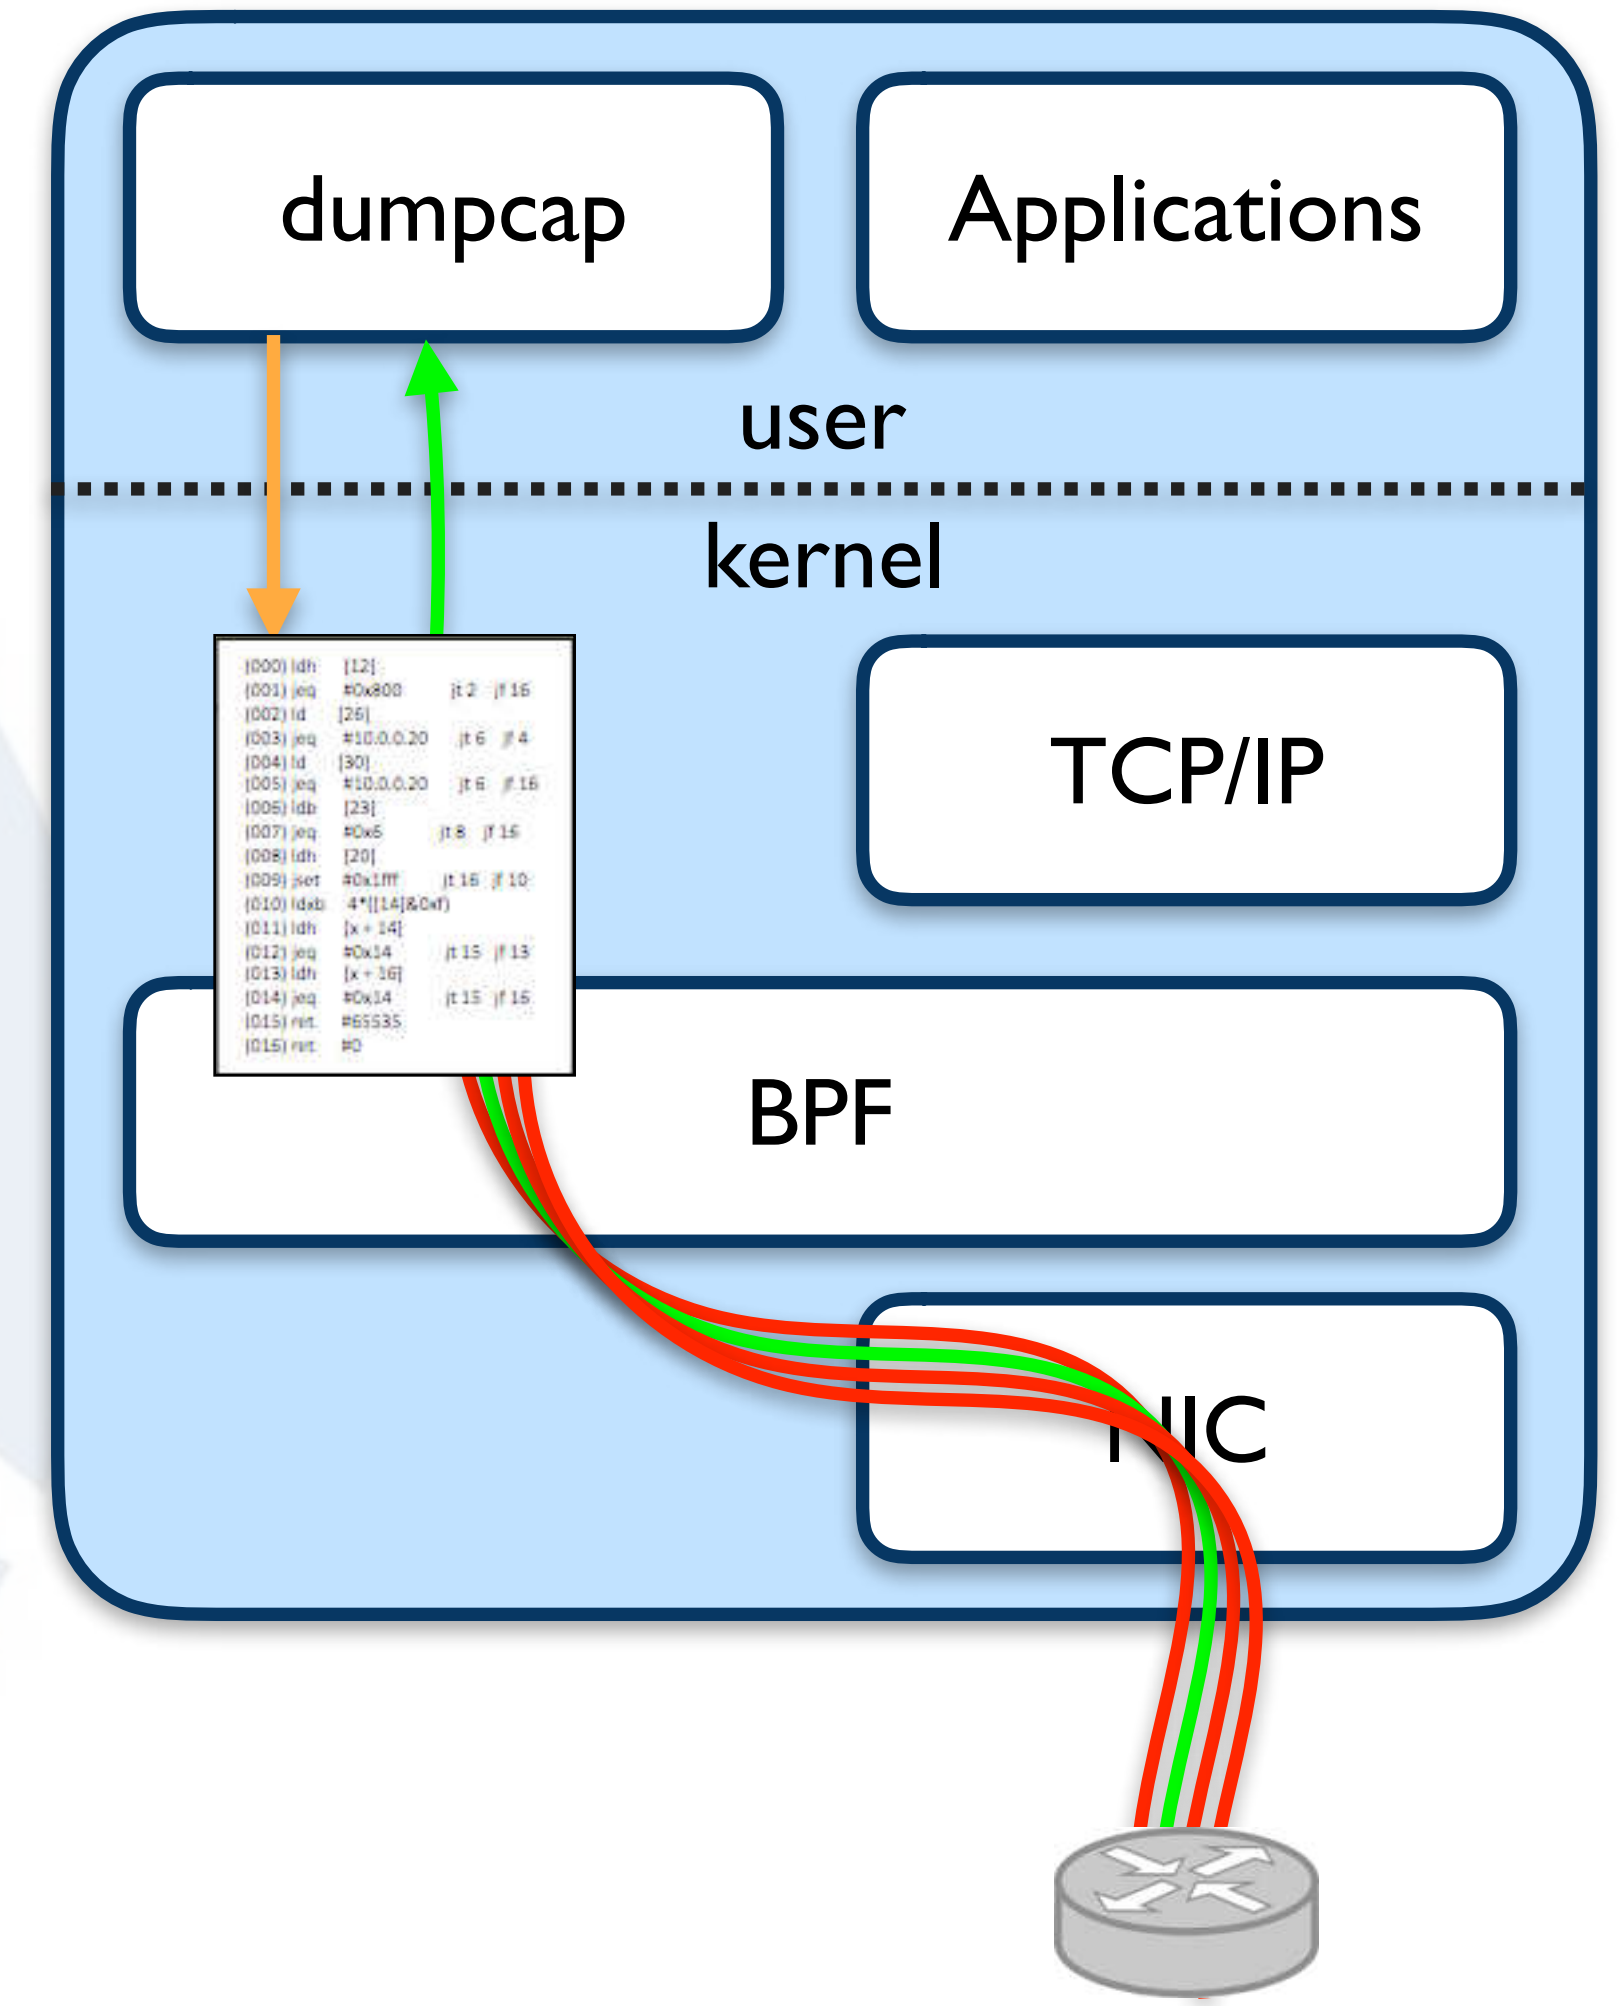 dumpcap
Applications
user
kernel
(000) ldh [12]
(001) jeq #0x800 jt 2 jf 16
(002) ld [26]
(003) jeq #10.0.0.20 jt 6 jf 4
(004) ld [30]
(005) jeq #10.0.0.20 jt 6 jf 16
(006) ldb [23]
(007) jeq #0x6 jt 8 jf 16
(008) ldh [20]
(009) jset #0x1fff jt 16 jf 10
(010) ldxb 4*([14]&0xf)
(011) ldh [x + 14]
(012) jeq #0x14 jt 15 jf 13
(013) ldh [x + 16]
(014) jeq #0x14 jt 15 jf 16
(015) ret #65535
(016) ret #0
TCP/IP
BPF
NIC